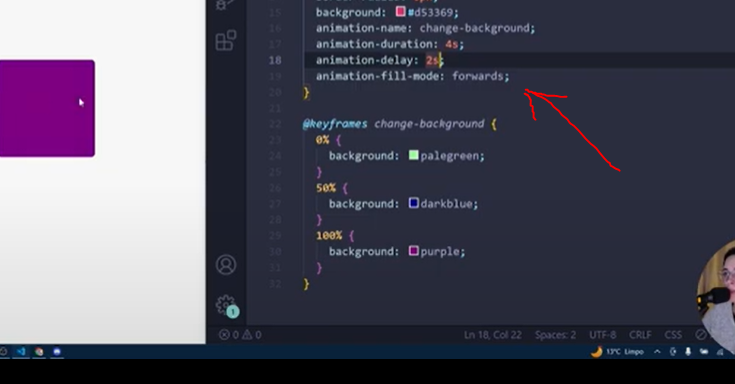 15 background: #d53369;
16 animation-name: change-background;
17 animation-duration: 4s;
18 animation-delay: 2s;
19 animation-fill-mode: forwards;
20 }
21
22 @keyframes change-background {
23 0% {
24 background: palegreen;
25 }
26 50% {
27 background: darkblue;
28 }
29 100% {
30 background: purple;
31 }
32 }
1
0 0
Ln 18, Col 22 Spaces: 2 UTF-8 CRLF CSS
13°C Limpo